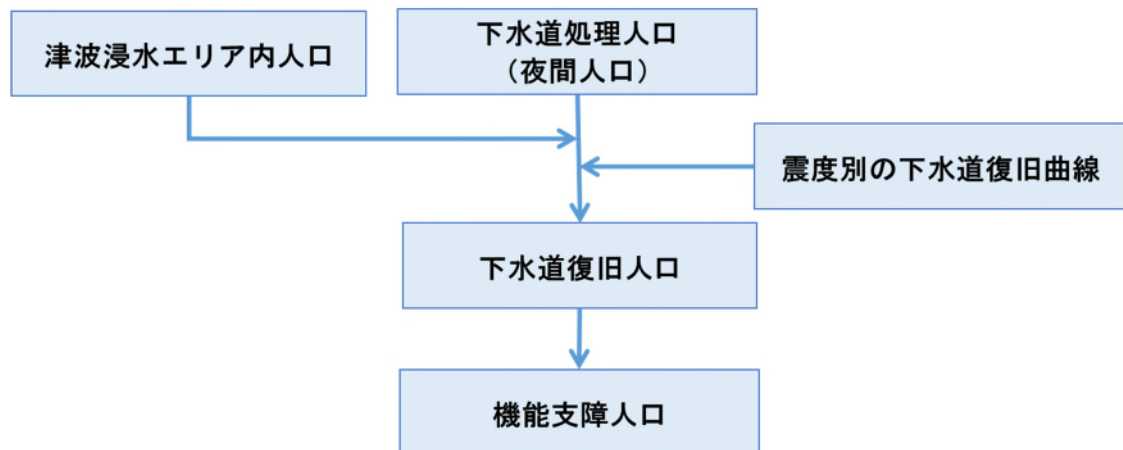 津波浸水エリア内人口
下水道処理人口
（夜間人口）
震度別の下水道復旧曲線
下水道復旧人口
機能支障人口